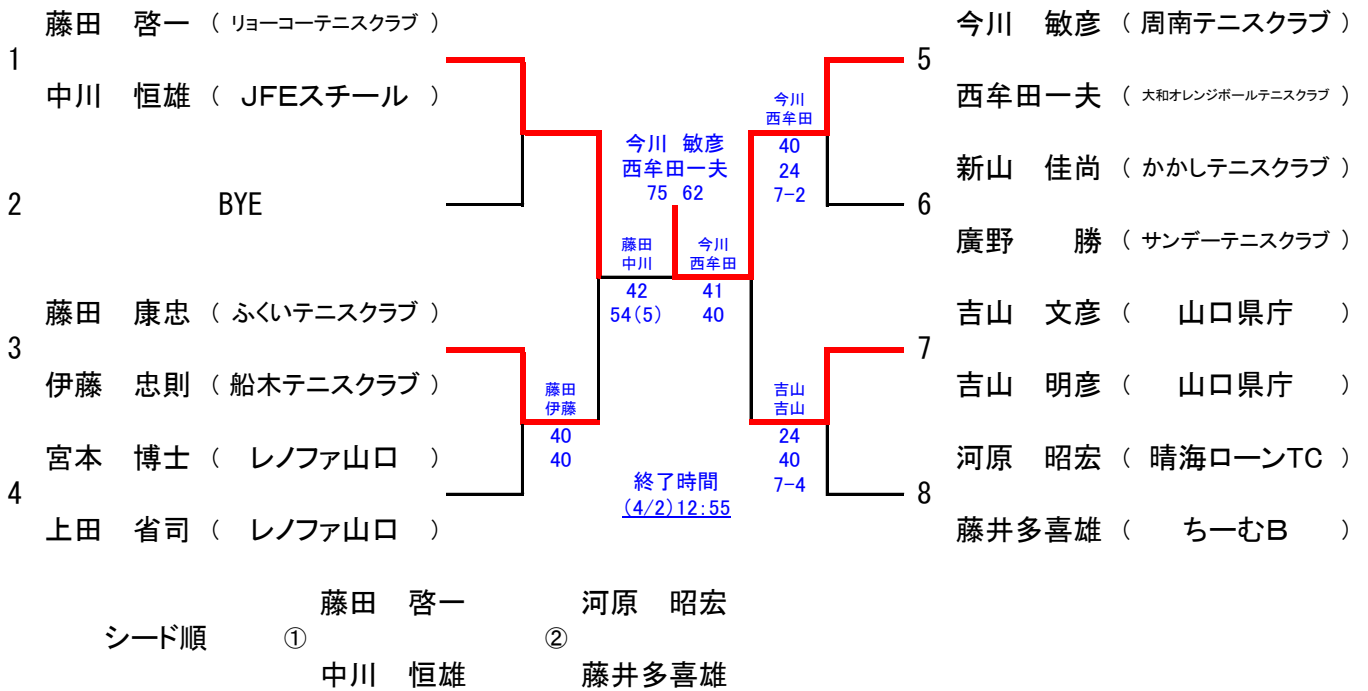 藤田　啓一 （ リョーコーテニスクラブ ）
1
中川　恒雄 （ JFEスチール ）
2 BYE
藤田　康忠 （ ふくいテニスクラブ ）
3
伊藤　忠則 （ 船木テニスクラブ ）
宮本　博士 （ レノファ山口 ）
4
上田　省司 （ レノファ山口 ）
藤田
伊藤
40
40
藤田
中川
42
54(5)
今川　敏彦
西牟田一夫
75 62
今川
西牟田
41
40
終了時間
(4/2)12:55
今川
西牟田
40
24
7-2
吉山
吉山
24
40
7-4
今川　敏彦 （ 周南テニスクラブ ）
5
西牟田一夫 （ 大和オレンジボールテニスクラブ ）
新山　佳尚 （ かかしテニスクラブ ）
6
廣野　勝 （ サンデーテニスクラブ ）
吉山　文彦 （ 山口県庁 ）
7
吉山　明彦 （ 山口県庁 ）
河原　昭宏 （ 晴海ローンTC ）
8
藤井多喜雄 （ ちーむB ）
藤田　啓一 河原　昭宏
シード順 ① ②
中川　恒雄 藤井多喜雄